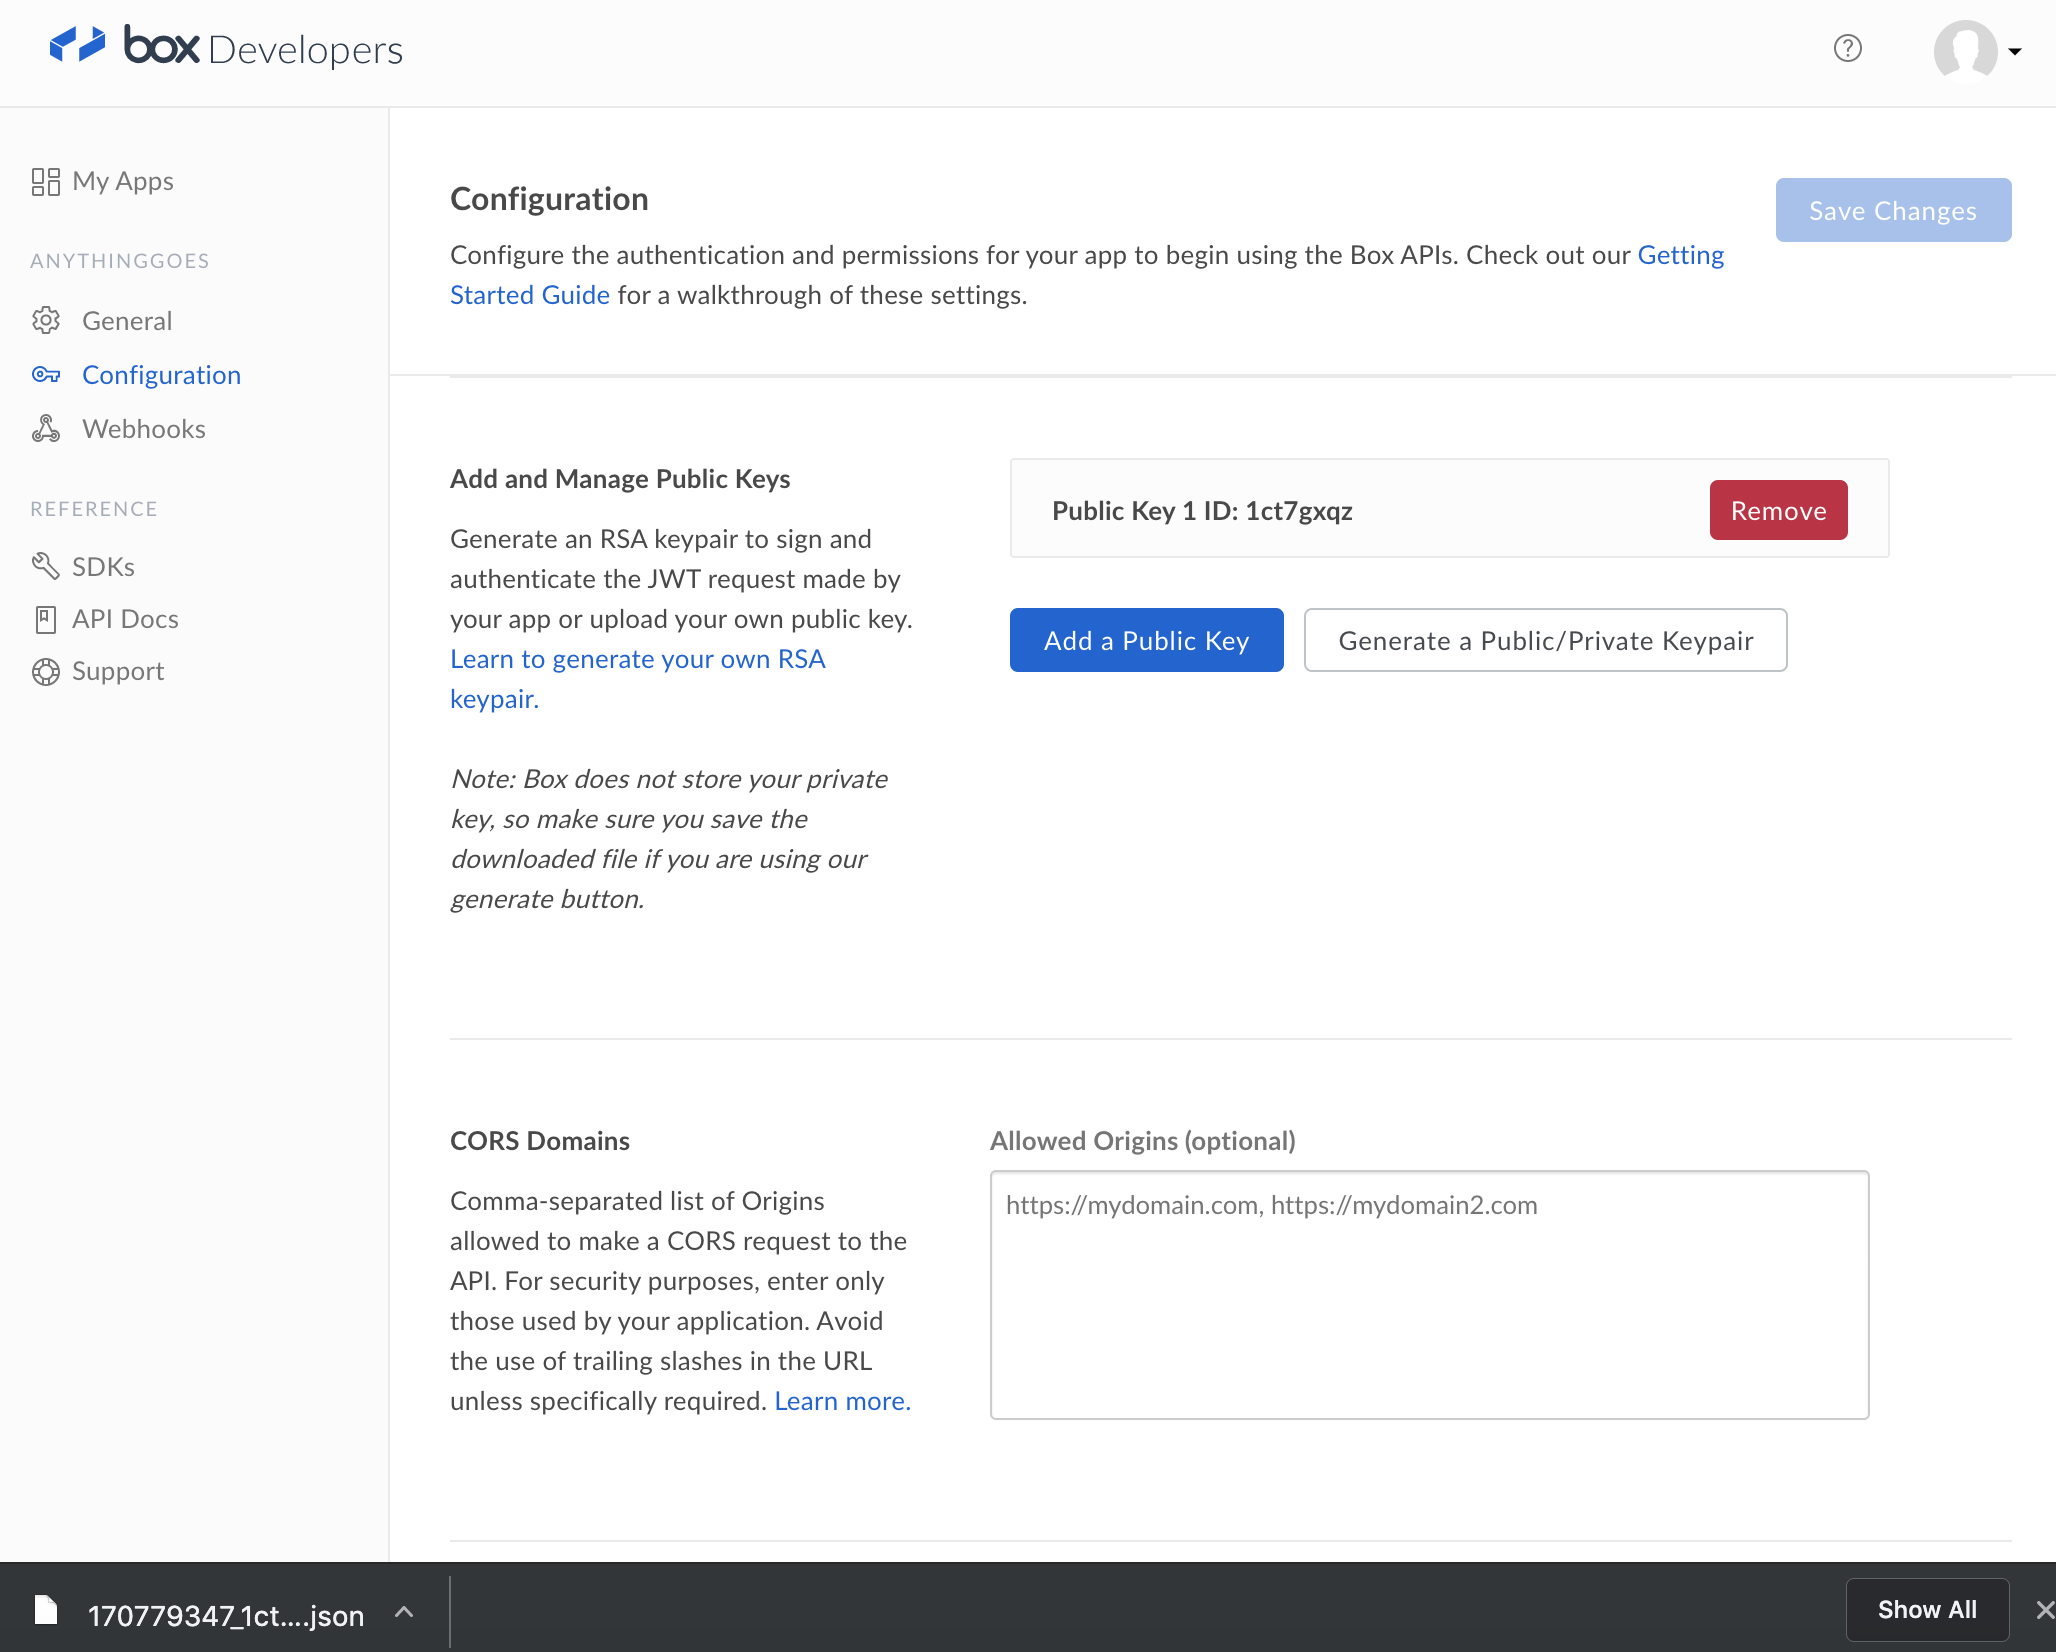 box Developers
My Apps
ANYTHINGGOES
General
Configuration
Webhooks
REFERENCE
SDKs
API Docs
Support
Configuration
Save Changes
Configure the authentication and permissions for your app to begin using the Box APIs. Check out our Getting
Started Guide for a walkthrough of these settings.
Add and Manage Public Keys
Generate an RSA keypair to sign and
authenticate the JWT request made by
your app or upload your own public key.
Learn to generate your own RSA
keypair.
Note: Box does not store your private
key, so make sure you save the
downloaded file if you are using our
generate button.
Public Key 1 ID: 1ct7gxqz
Remove
Add a Public Key
Generate a Public/Private Keypair
CORS Domains
Comma-separated list of Origins
allowed to make a CORS request to the
API. For security purposes, enter only
those used by your application. Avoid
the use of trailing slashes in the URL
unless specifically required. Learn more.
Allowed Origins (optional)
https://mydomain.com, https://mydomain2.com
170779347_1ct....json
Show All